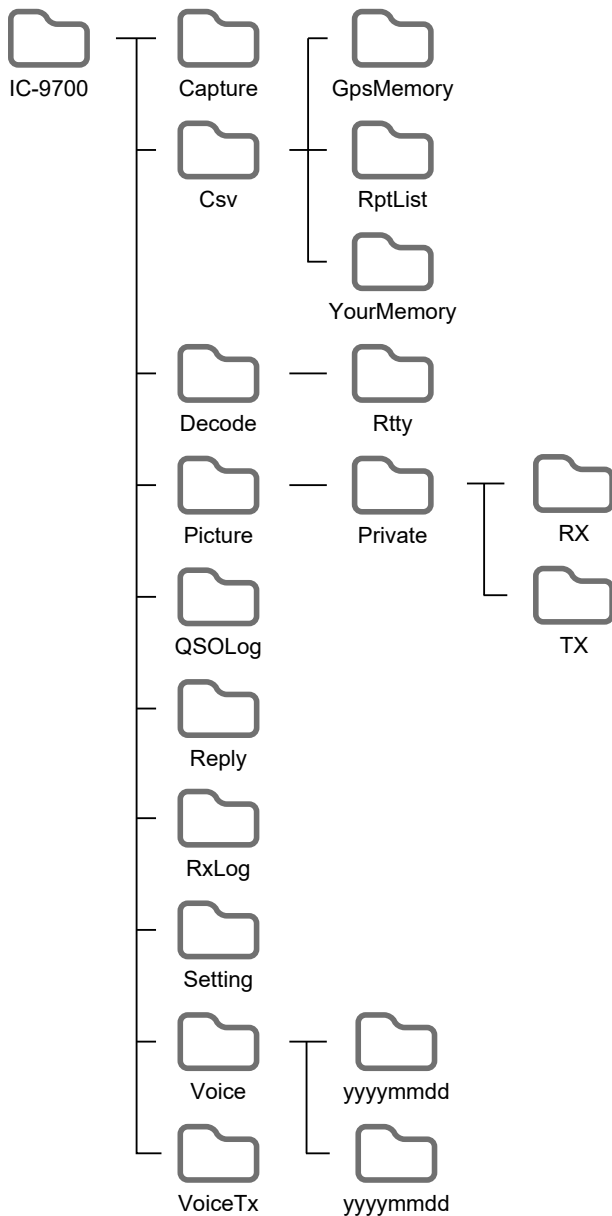 IC-9700
Capture
GpsMemory
Csv
RptList
YourMemory
Decode
Rtty
Picture
Private
RX
TX
QSOLog
Reply
RxLog
Setting
Voice
yyyymmdd
VoiceTx
yyyymmdd